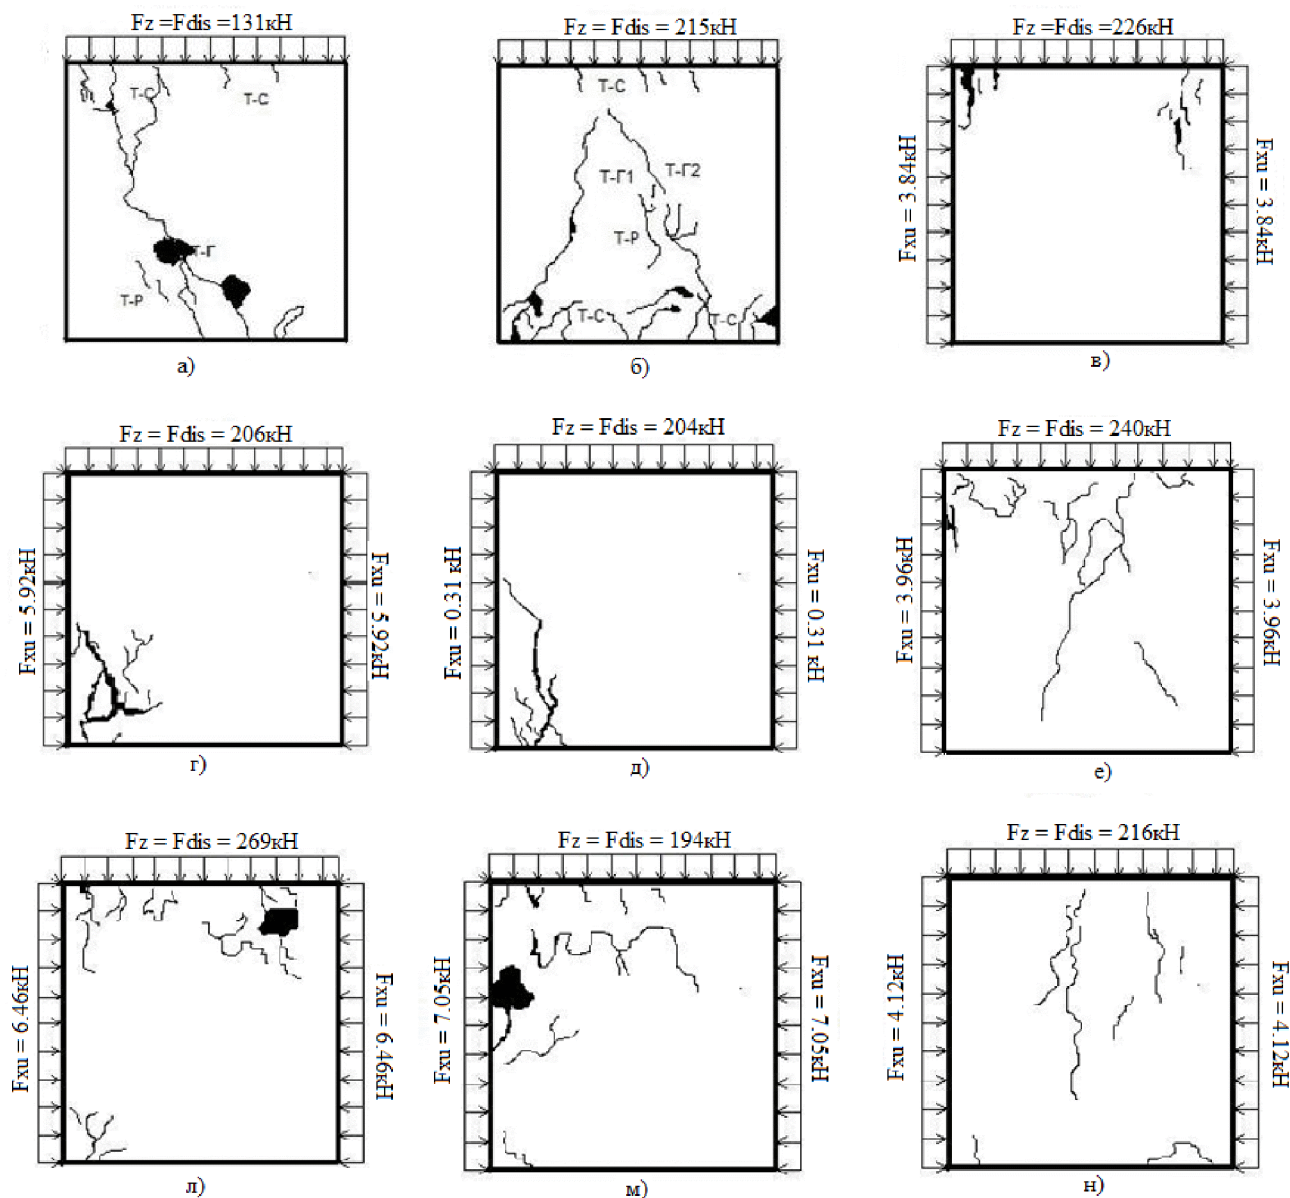 Fz =Fdis =131кН
Т-С
Т-С
Т-Г
Т-Р
а)
Fz = Fdis = 215кН
Т-С
Т-Г1
Т-Г2
Т-Р
Т-С
Т-С
б)
Fz =Fdis =226кН
Fxu = 3.84кН
Fxu = 3.84кН
в)
Fz = Fdis = 206кН
Fxu = 5.92кН
Fxu = 5.92кН
г)
Fz = Fdis = 204кН
Fxu = 0.31 кН
Fxu = 0.31 кН
д)
Fz = Fdis = 240кН
Fxu = 3.96кН
Fxu = 3.96кН
е)
Fz = Fdis = 269кН
Fxu = 6.46кН
Fxu = 6.46кН
л)
Fz = Fdis = 194кН
Fxu = 7.05кН
Fxu = 7.05кН
м)
Fz = Fdis = 216кН
Fxu = 4.12кН
Fxu = 4.12кН
н)